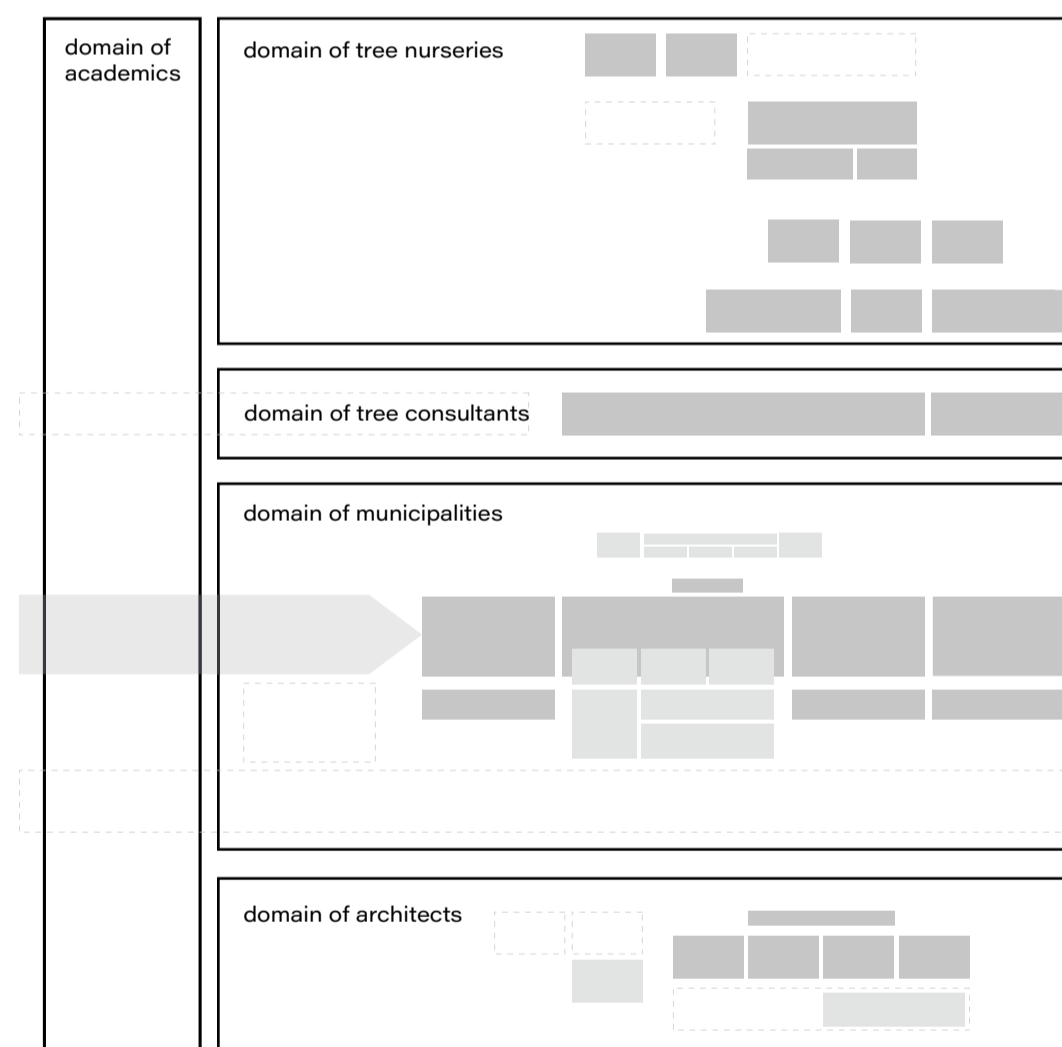 domain of
academics
domain of tree nurseries
domain of tree consultants
domain of municipalities
domain of architects